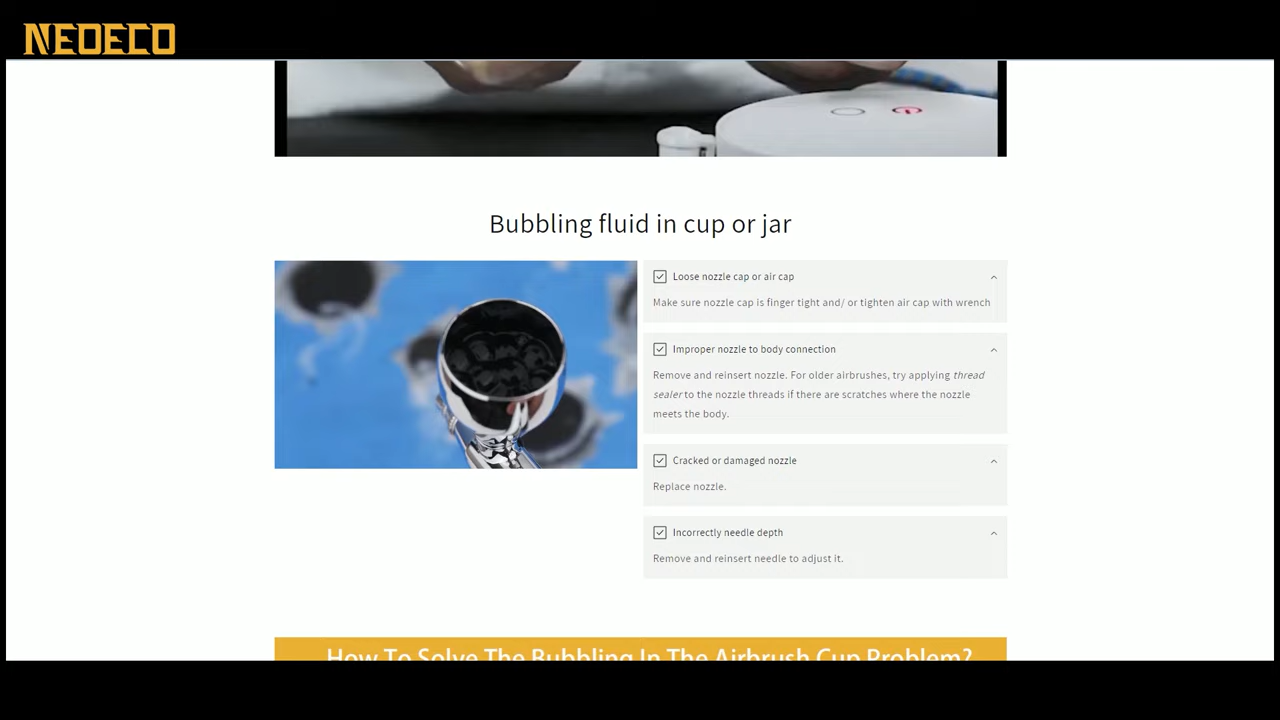 NEOECO
Bubbling fluid in cup or jar
Loose nozzle cap or air cap
Make sure nozzle cap is finger tight and/ or tighten air cap with wrench
Improper nozzle to body connection
Remove and reinsert nozzle. For older airbrushes, try applying thread
sealer to the nozzle threads if there are scratches where the nozzle
meets the body.
Cracked or damaged nozzle
Replace nozzle.
Incorrectly needle depth
Remove and reinsert needle to adjust it.
How To Solve The Bubbling In The Airbrush Cup Problem?